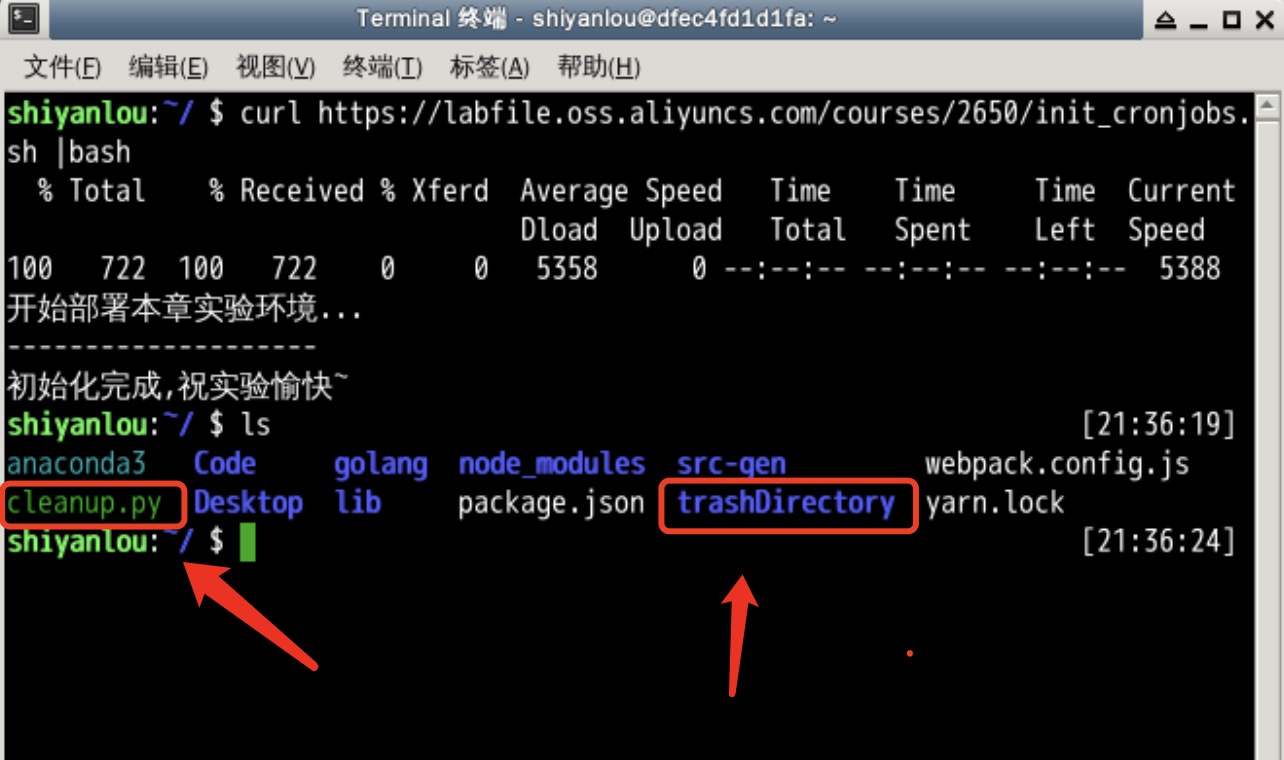 Terminal 终端 - shiyanlou@dfec4fd1d1fa: ~
文件(F) 编辑(E) 视图(V) 终端(T) 标签(A) 帮助(H)
shiyanlou:~/ $ curl https://labfile.oss.aliyuncs.com/courses/2650/init_cronjobs.
sh |bash
% Total % Received % Xferd Average Speed Time Time Time Current
Dload Upload Total Spent Left Speed
100 722 100 722 0 0 5358 0 --:--:-- --:--:-- --:--:-- 5388
开始部署本章实验环境...
--------------------
初始化完成,祝实验愉快~
shiyanlou:~/ $ ls [21:36:19]
anaconda3 Code golang node_modules src-gen webpack.config.js
cleanup.py Desktop lib package.json trashDirectory yarn.lock
shiyanlou:~/ $ [21:36:24]